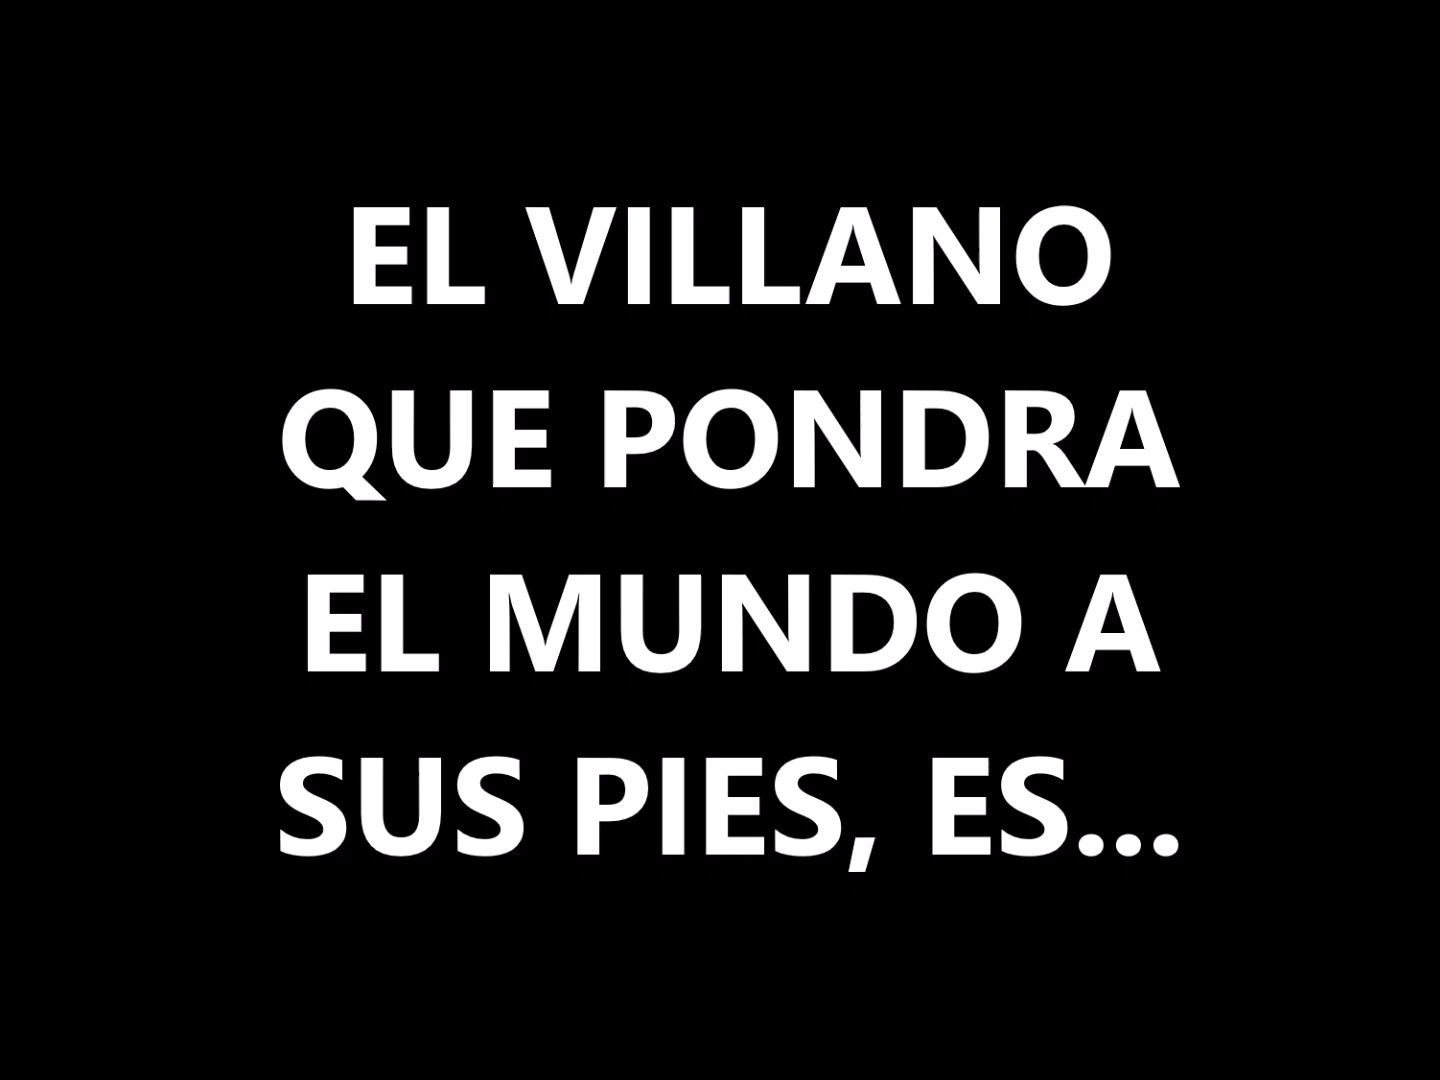 EL VILLANO
QUE PONDRA
EL MUNDO A
SUS PIES, ES...